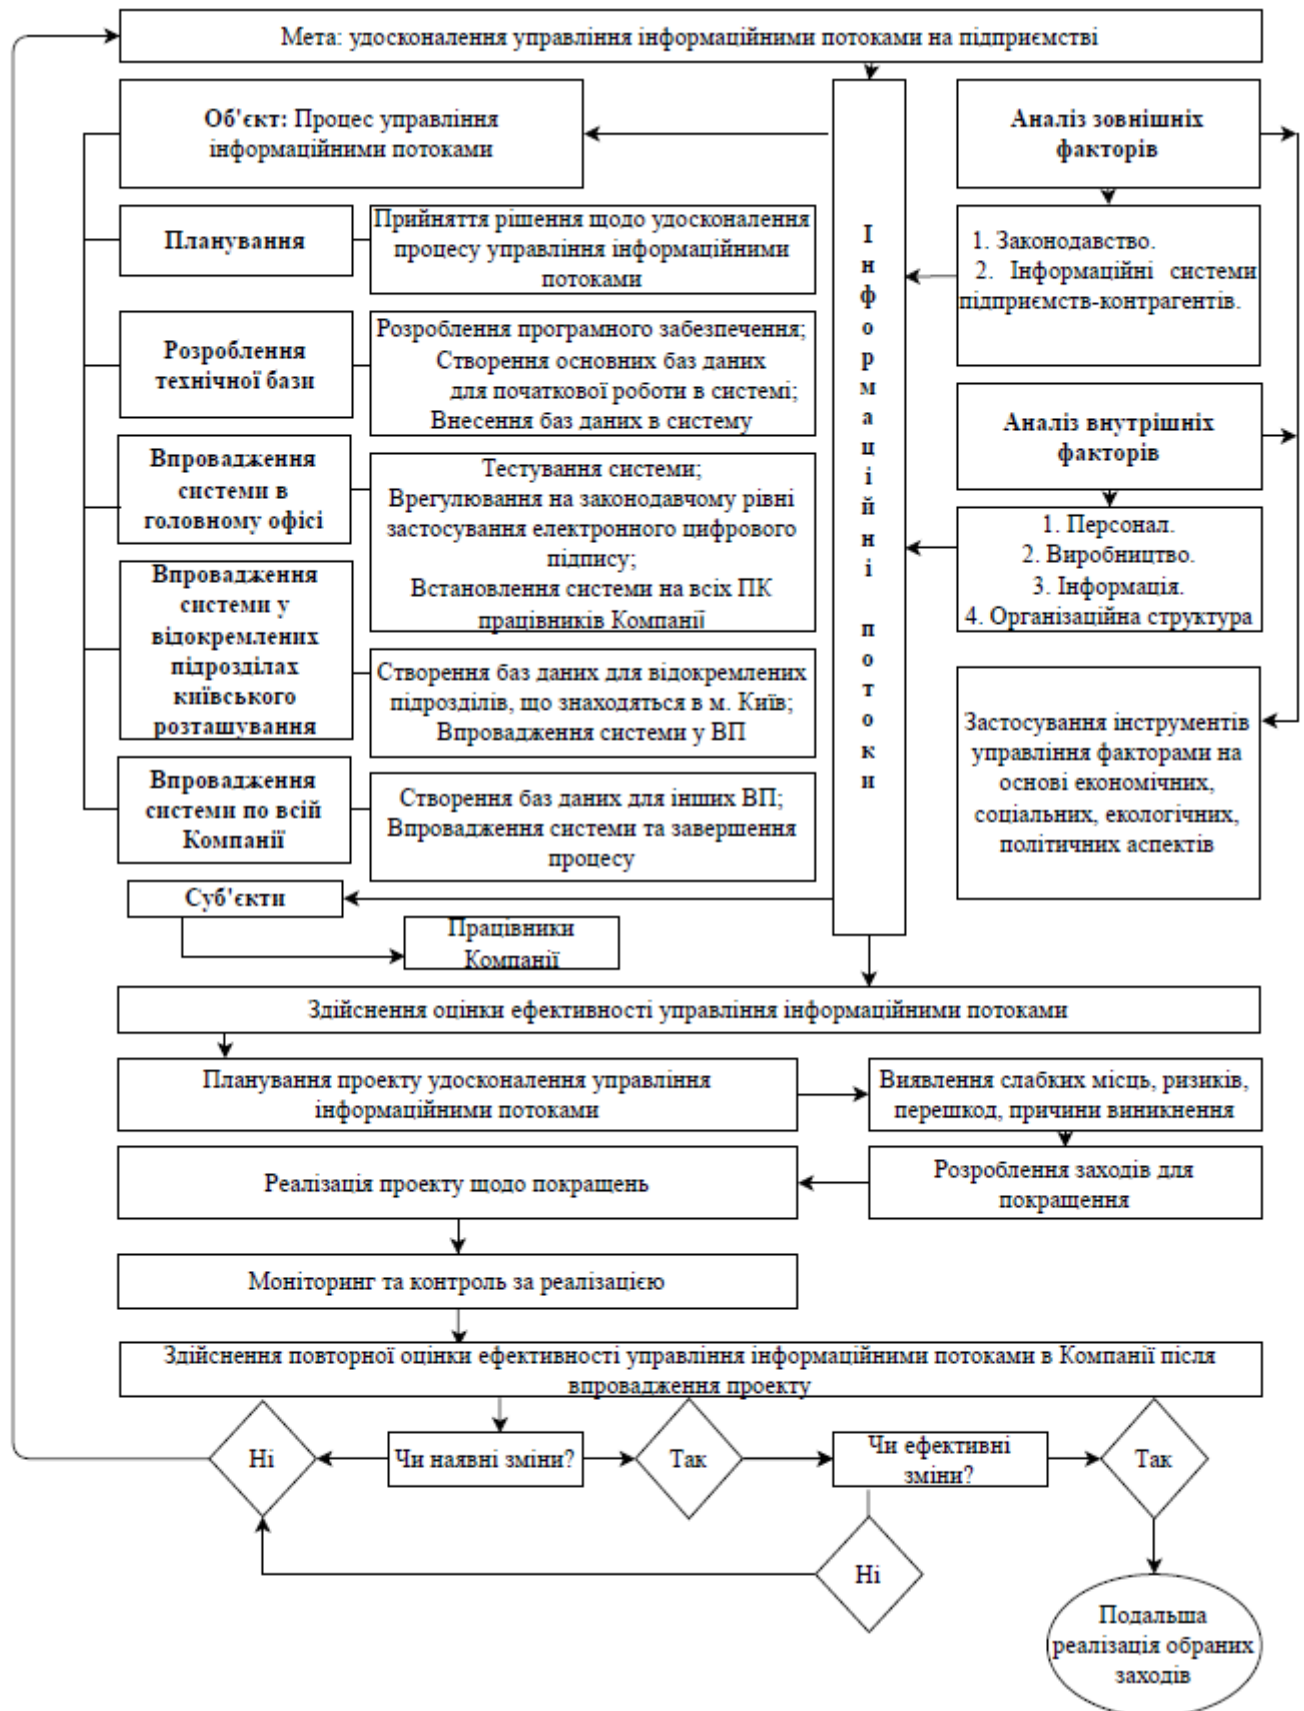 Мета: удосконалення управління інформаційними потоками на підприємстві
Об'єкт: Процес управління
інформаційними потоками
Планування
Прийняття рішення щодо удосконалення
процесу управління інформаційними
потоками
Розроблення
технічної бази
Розроблення програмного забезпечення;
Створення основних баз даних
для початкової роботи в системі;
Внесення баз даних в систему
Впровадження
системи в
головному офісі
Тестування системи;
Врегулювання на законодавчому рівні
застосування електронного цифрового
підпису;
Встановлення системи на всіх ПК
працівників Компанії
Впровадження
системи у
відокремлених
підрозділах
київського
розташування
Створення баз даних для відокремлених
підрозділів, що знаходяться в м. Київ;
Впровадження системи у ВП
Впровадження
системи по всій
Компанії
Створення баз даних для інших ВП;
Впровадження системи та завершення
процесу
Суб'єкти
Працівники
Компанії
Інформаційні потоки
Аналіз зовнішніх
факторів
1. Законодавство.
2. Інформаційні системи
підприємств-контрагентів.
Аналіз внутрішніх
факторів
1. Персонал.
2. Виробництво.
3. Інформація.
4. Організаційна структура
Застосування інструментів
управління факторами на
основі економічних,
соціальних, екологічних,
політичних аспектів
Здійснення оцінки ефективності управління інформаційними потоками
Планування проекту удосконалення управління
інформаційними потоками
Виявлення слабких місць, ризиків,
перешкод, причини виникнення
Реалізація проекту щодо покращень
Розроблення заходів для
покращення
Моніторинг та контроль за реалізацією
Здійснення повторної оцінки ефективності управління інформаційними потоками в Компанії після
впровадження проекту
Ні
Чи наявні зміни?
Так
Чи ефективні
зміни?
Так
Ні
Подальша
реалізація обраних
заходів